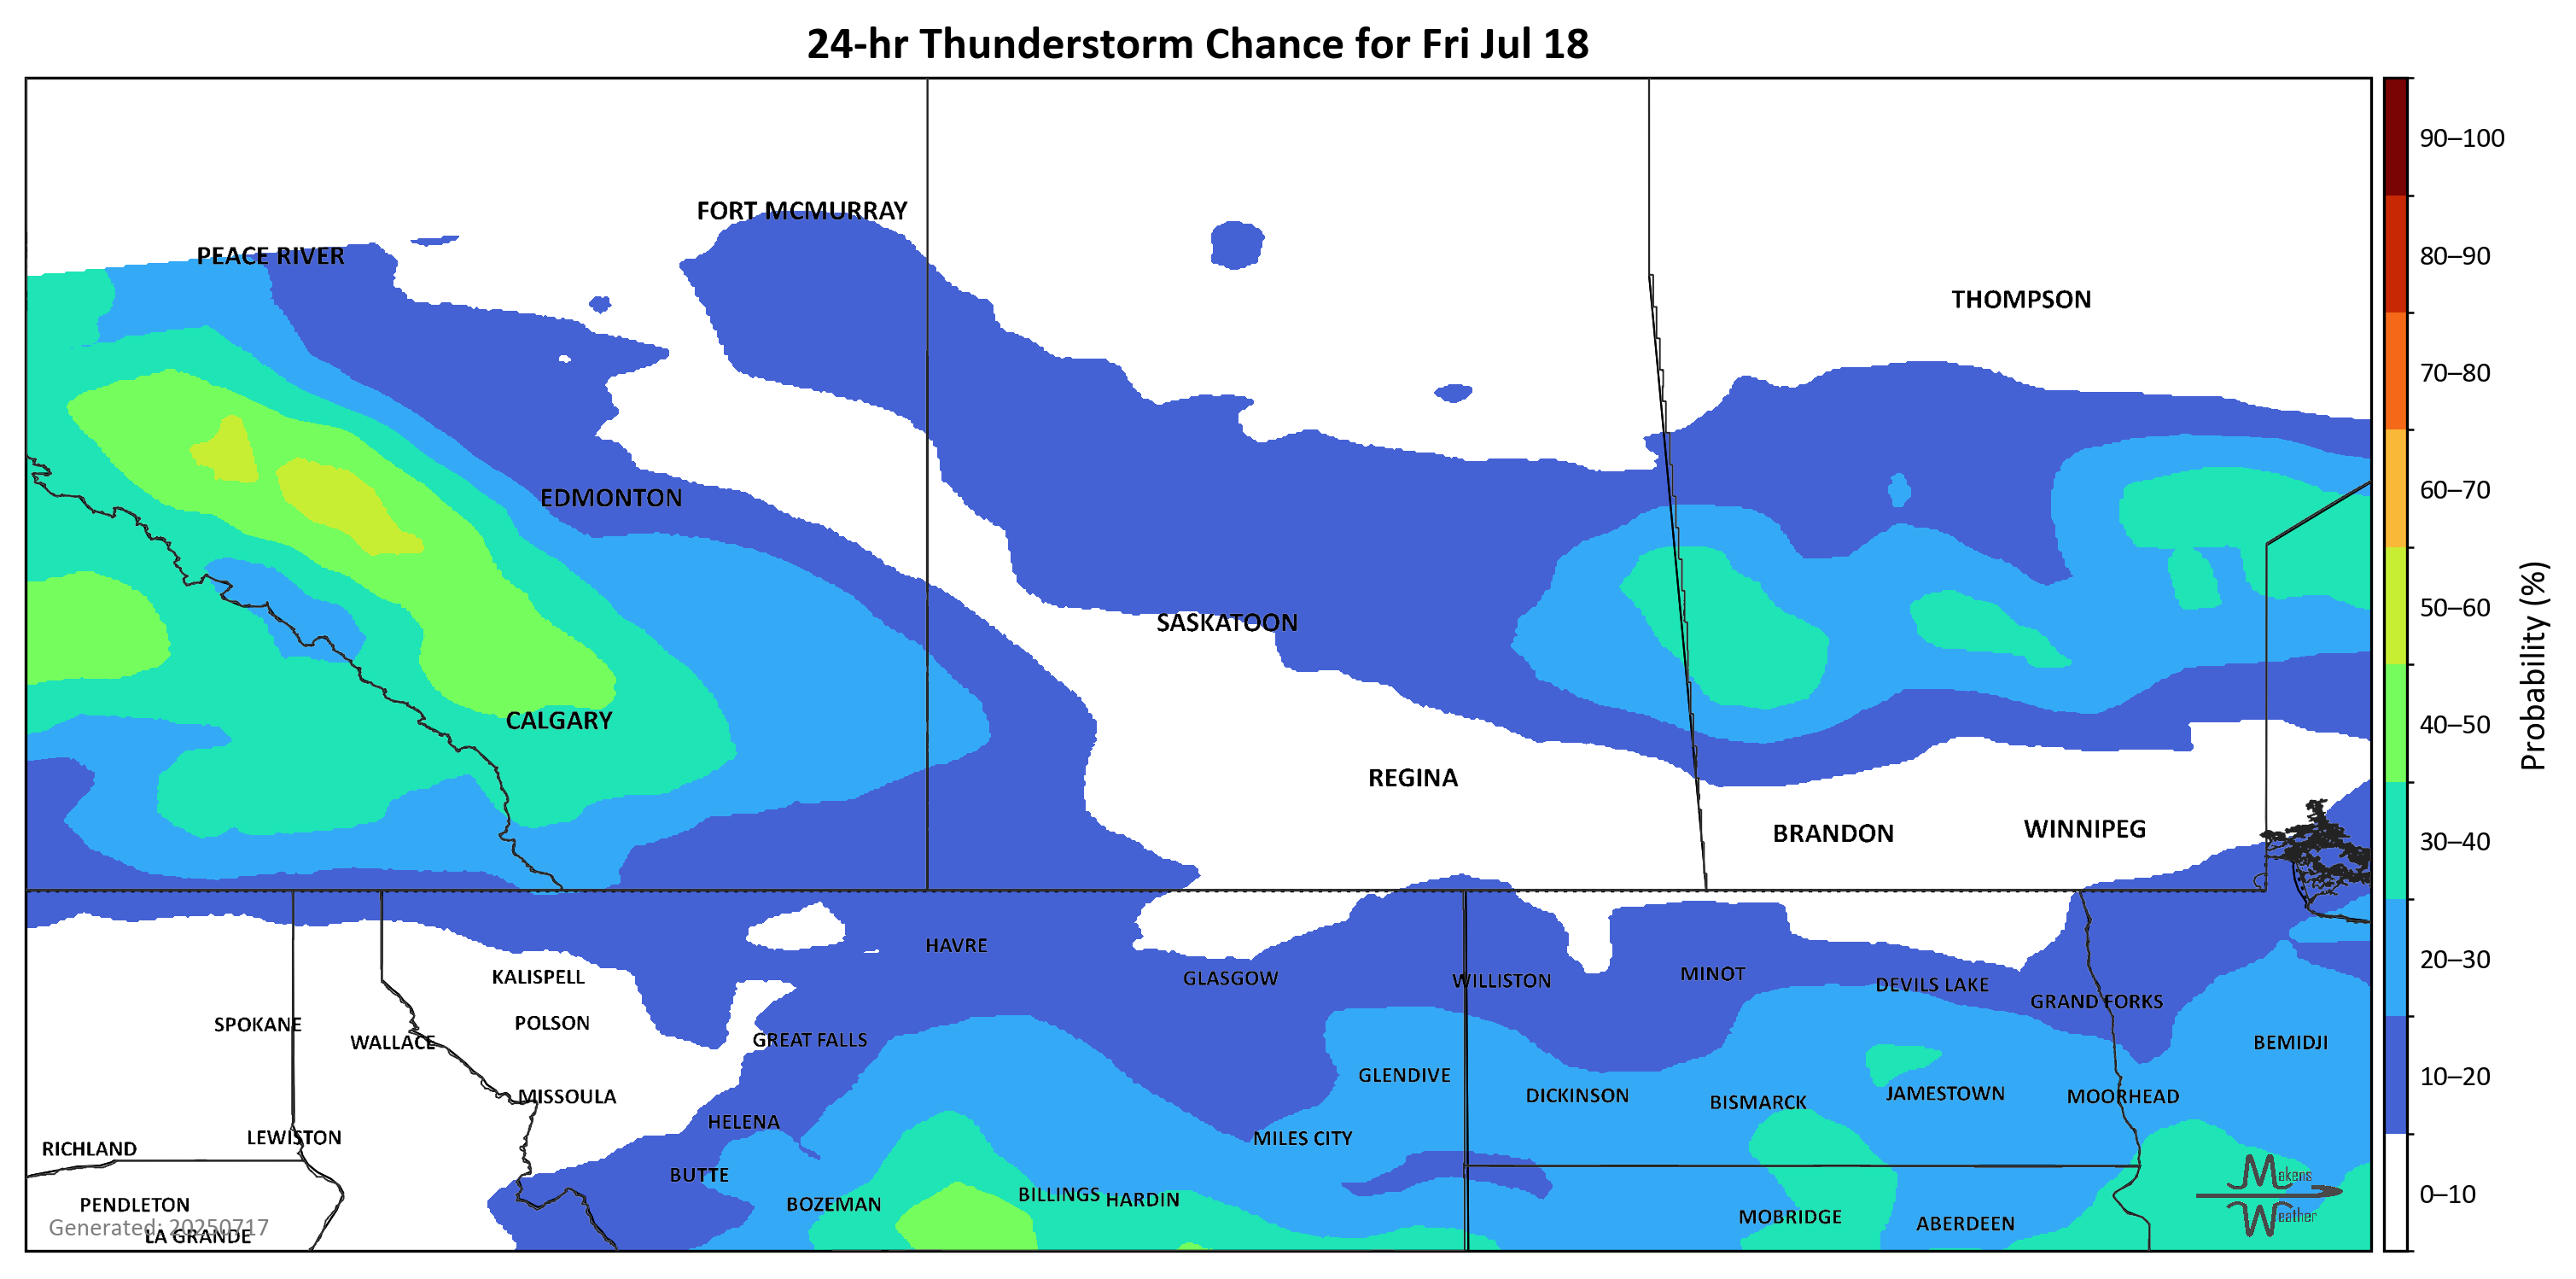 24-hr Thunderstorm Chance for Fri Jul 18
90–100
FORT MCMURRAY
PEACE RIVER
80–90
THOMPSON
70–80
EDMONTON
60–70
SASKATOON
50–60
Probability (%)
CALGARY
40–50
REGINA
WINNIPEG
BRANDON
30–40
HAVRE
20–30
KALISPELL
GLASGOW
WILLISTON
MINOT
DEVILS LAKE
GRAND FORKS
SPOKANE
POLSON
WALLACE
GREAT FALLS
BEMIDJI
GLENDIVE
10–20
MISSOULA
DICKINSON
BISMARCK
JAMESTOWN
MOORHEAD
HELENA
LEWISTON
MILES CITY
RICHLAND
BUTTE
Makens
BILLINGS
HARDIN
0–10
PENDLETON
BOZEMAN
MOBRIDGE
ABERDEEN
Weather
Generated: 20250717
LA GRANDE